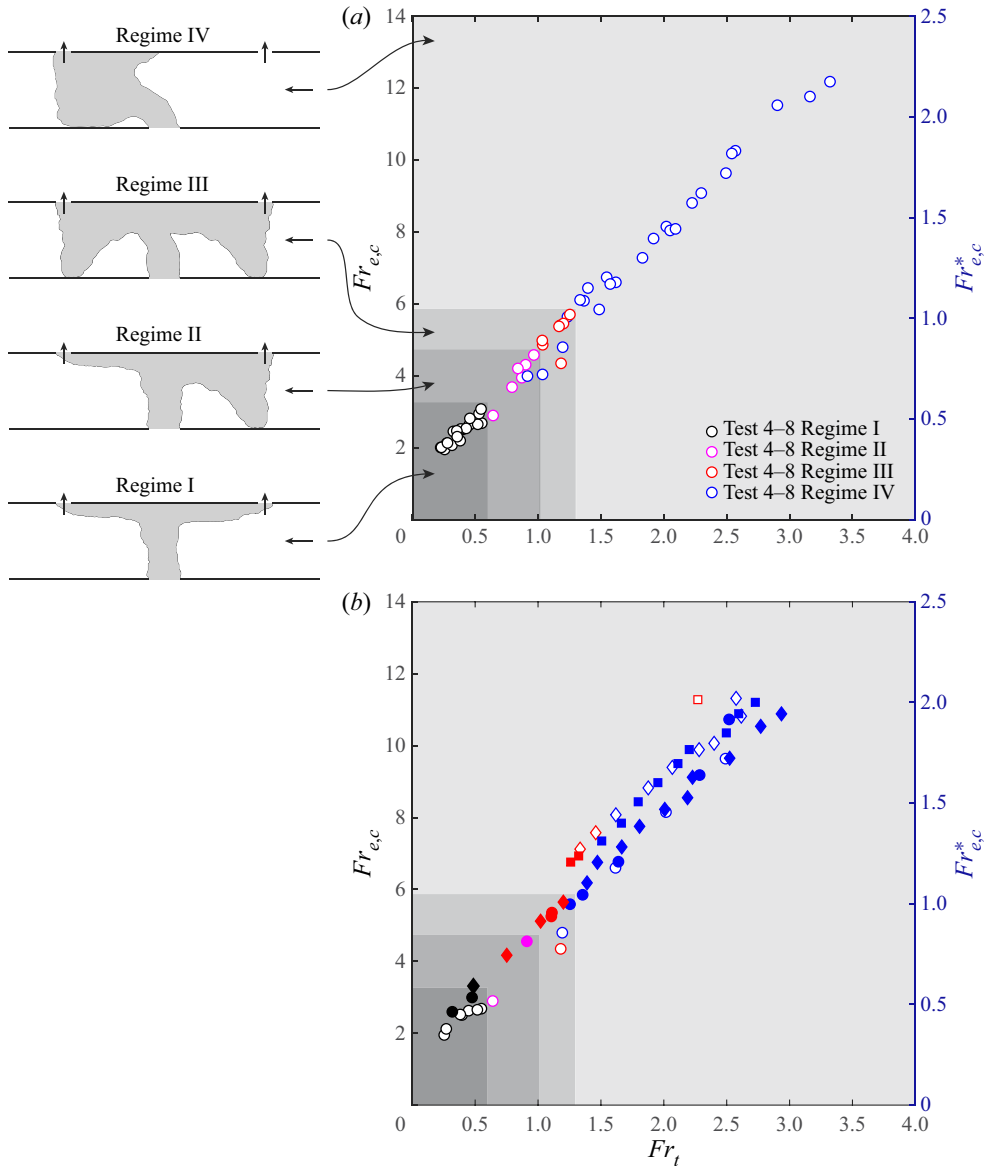 (a)
Regime IV
Regime III
Regime II
Regime I
14
12
10
8
6
4
2
0
Fr_{e,c}
2.5
2.0
1.5
1.0
0.5
0
Fr^*_{e,c}
Test 4–8 Regime I
Test 4–8 Regime II
Test 4–8 Regime III
Test 4–8 Regime IV
0.5 1.0 1.5 2.0 2.5 3.0 3.5 4.0
(b)
14
12
10
8
6
4
2
0
Fr_{e,c}
2.5
2.0
1.5
1.0
0.5
0
Fr^*_{e,c}
0.5 1.0 1.5 2.0 2.5 3.0 3.5 4.0
Fr_t